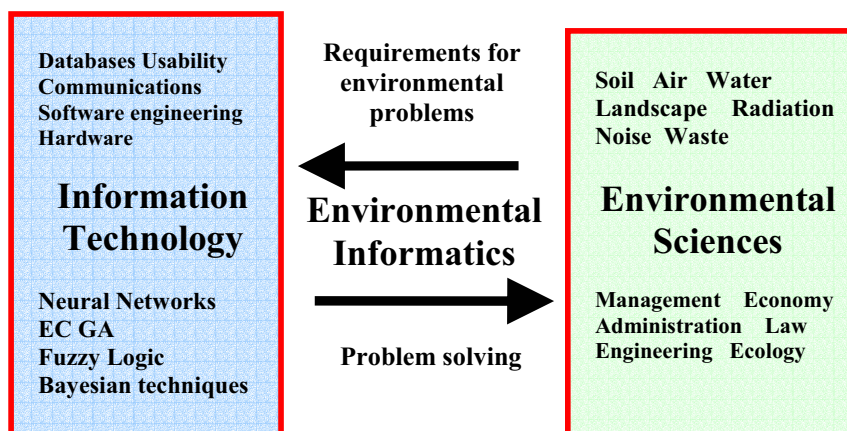 Databases Usability
Communications
Software engineering
Hardware
Information
Technology
Neural Networks
EC GA
Fuzzy Logic
Bayesian techniques
Requirements for
environmental
problems
Environmental
Informatics
Problem solving
Soil Air Water
Landscape Radiation
Noise Waste
Environmental
Sciences
Management Economy
Administration Law
Engineering Ecology